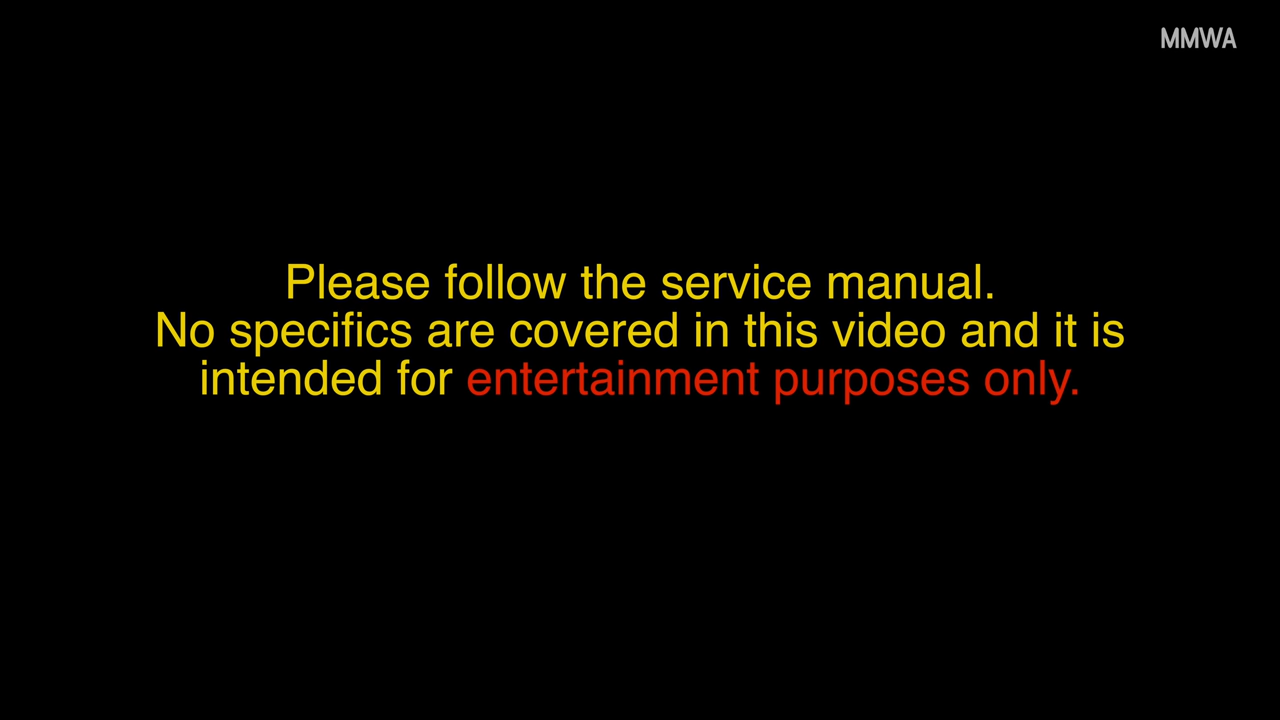 MMWA
Please follow the service manual.
No specifics are covered in this video and it is
intended for entertainment purposes only.